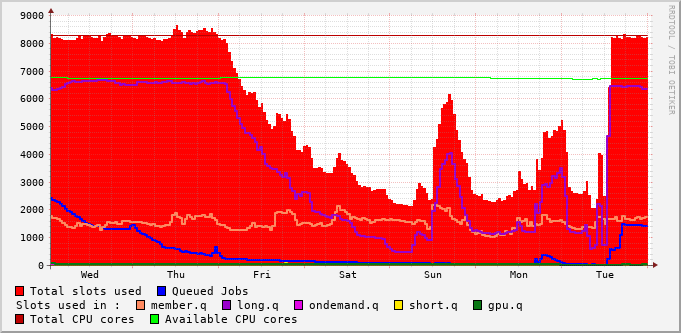 9000
8000
7000
6000
5000
4000
3000
2000
1000
0
Wed Thu Fri Sat Sun Mon Tue
RRDTOOL / TOBI OETIKER
Total slots used Queued Jobs
Slots used in : member.q long.q ondemand.q short.q gpu.q
Total CPU cores Available CPU cores